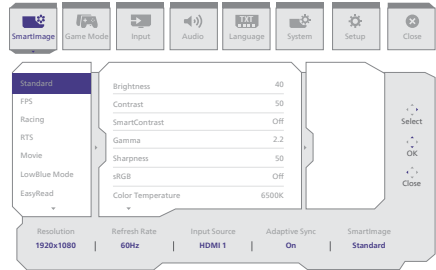 SmartImage Game Mode Input Audio Language System Setup Close
TXT
Standard
FPS
Racing
RTS
Movie
LowBlue Mode
EasyRead
Brightness 40
Contrast 50
SmartContrast Off
Gamma 2.2
Sharpness 50
sRGB Off
Color Temperature 6500K
Select
OK
Close
Resolution Refresh Rate Input Source Adaptive Sync SmartImage
1920x1080 60Hz HDMI 1 On Standard